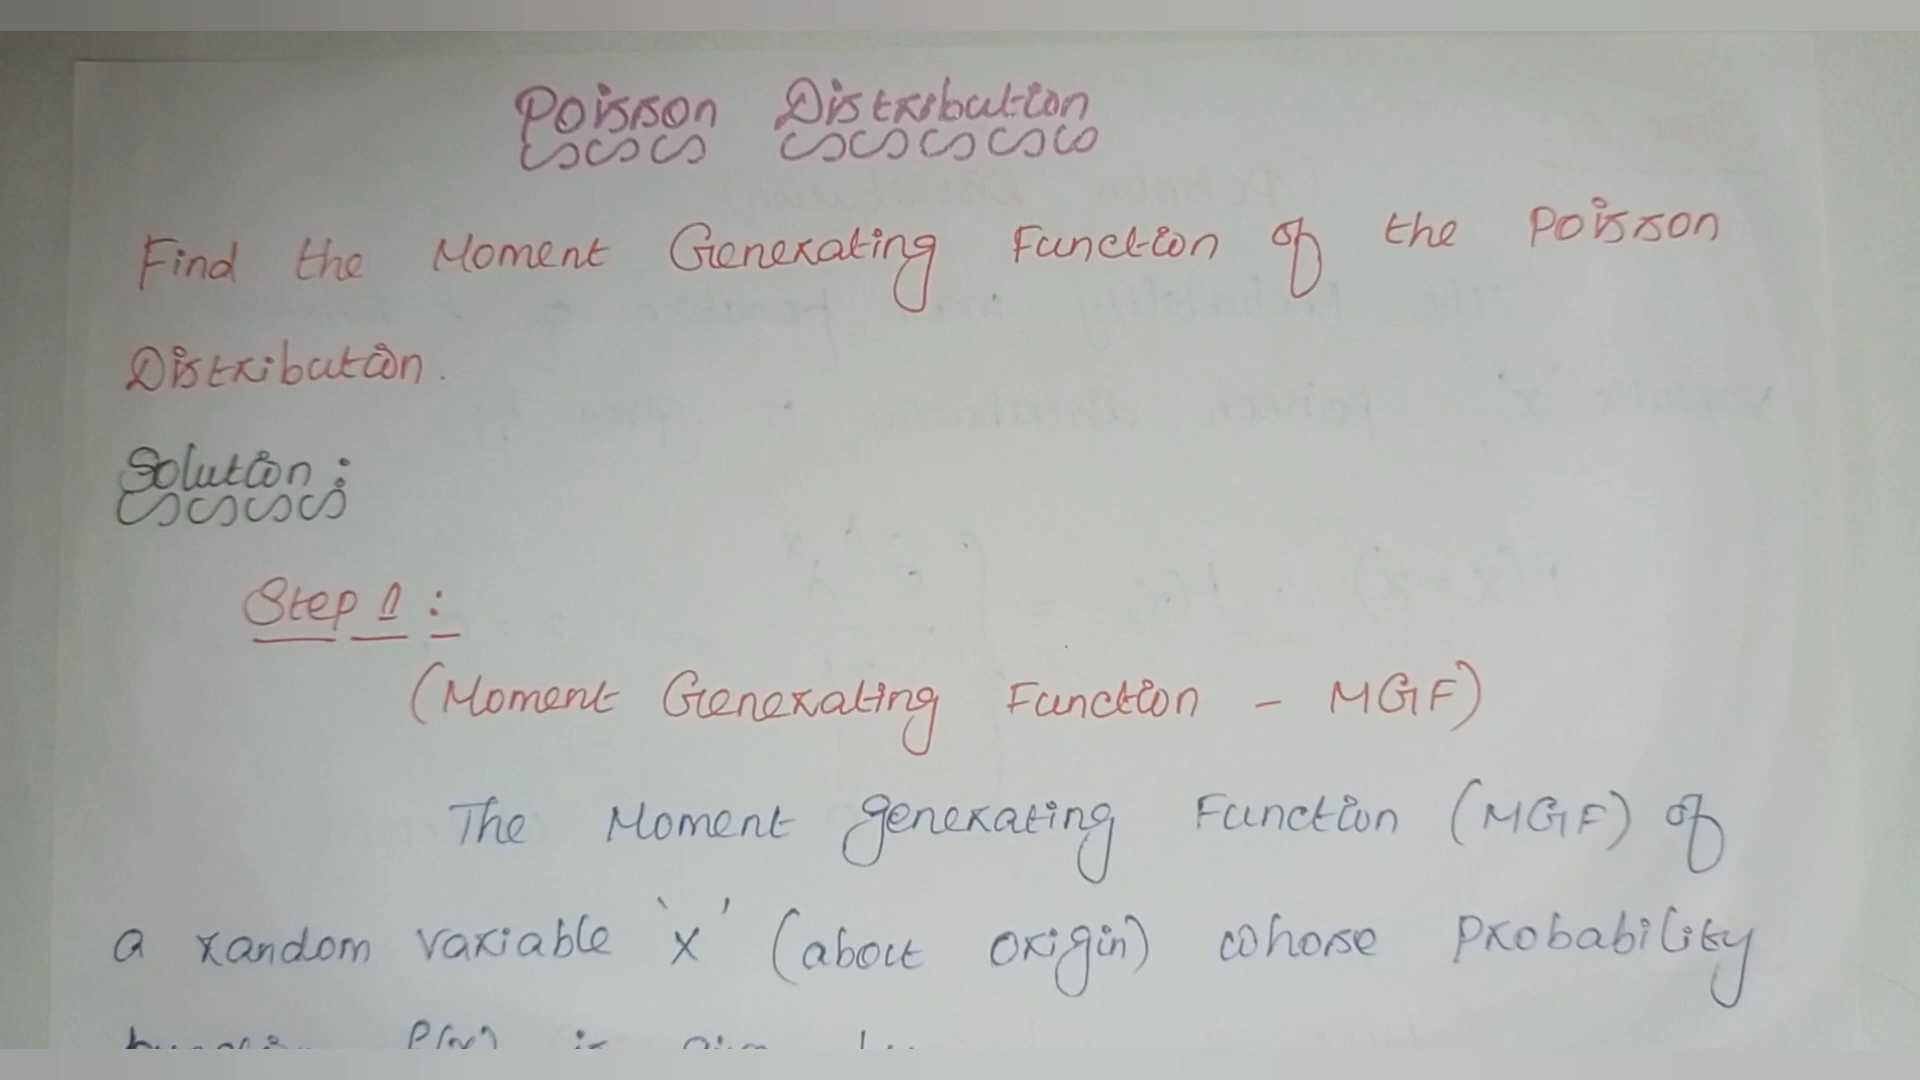 Poisson Distribution
Find the Moment Generating Function of the Poisson
Distribution.
Solution:
Step 1:
(Moment Generating Function - MGF)
The Moment generating Function (MGF) of
a random variable 'x' (about origin) whose Probability
P(x) is